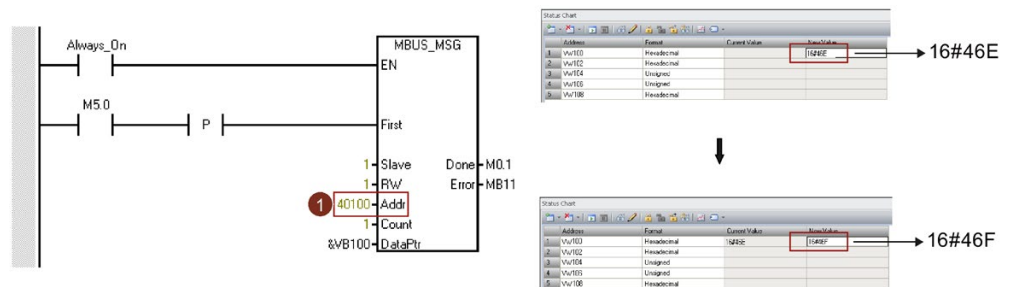 Always_On
MBUS_MSG
EN
M5.0
P
First
1 Slave Done M0.1
1 RW Error MB11
1 40100 Addr
1 Count
&VB100 DataPtr
Status Chart
Address Format Current Value New Value
1 VW100 Hexadecimal 16#46E
2 VW102 Hexadecimal
3 VW104 Unsigned
4 VW106 Unsigned
5 VW108 Hexadecimal
16#46E
Status Chart
Address Format Current Value New Value
1 VW100 Hexadecimal 16#46E 16#46F
2 VW102 Hexadecimal
3 VW104 Unsigned
4 VW106 Unsigned
5 VW108 Hexadecimal
16#46F